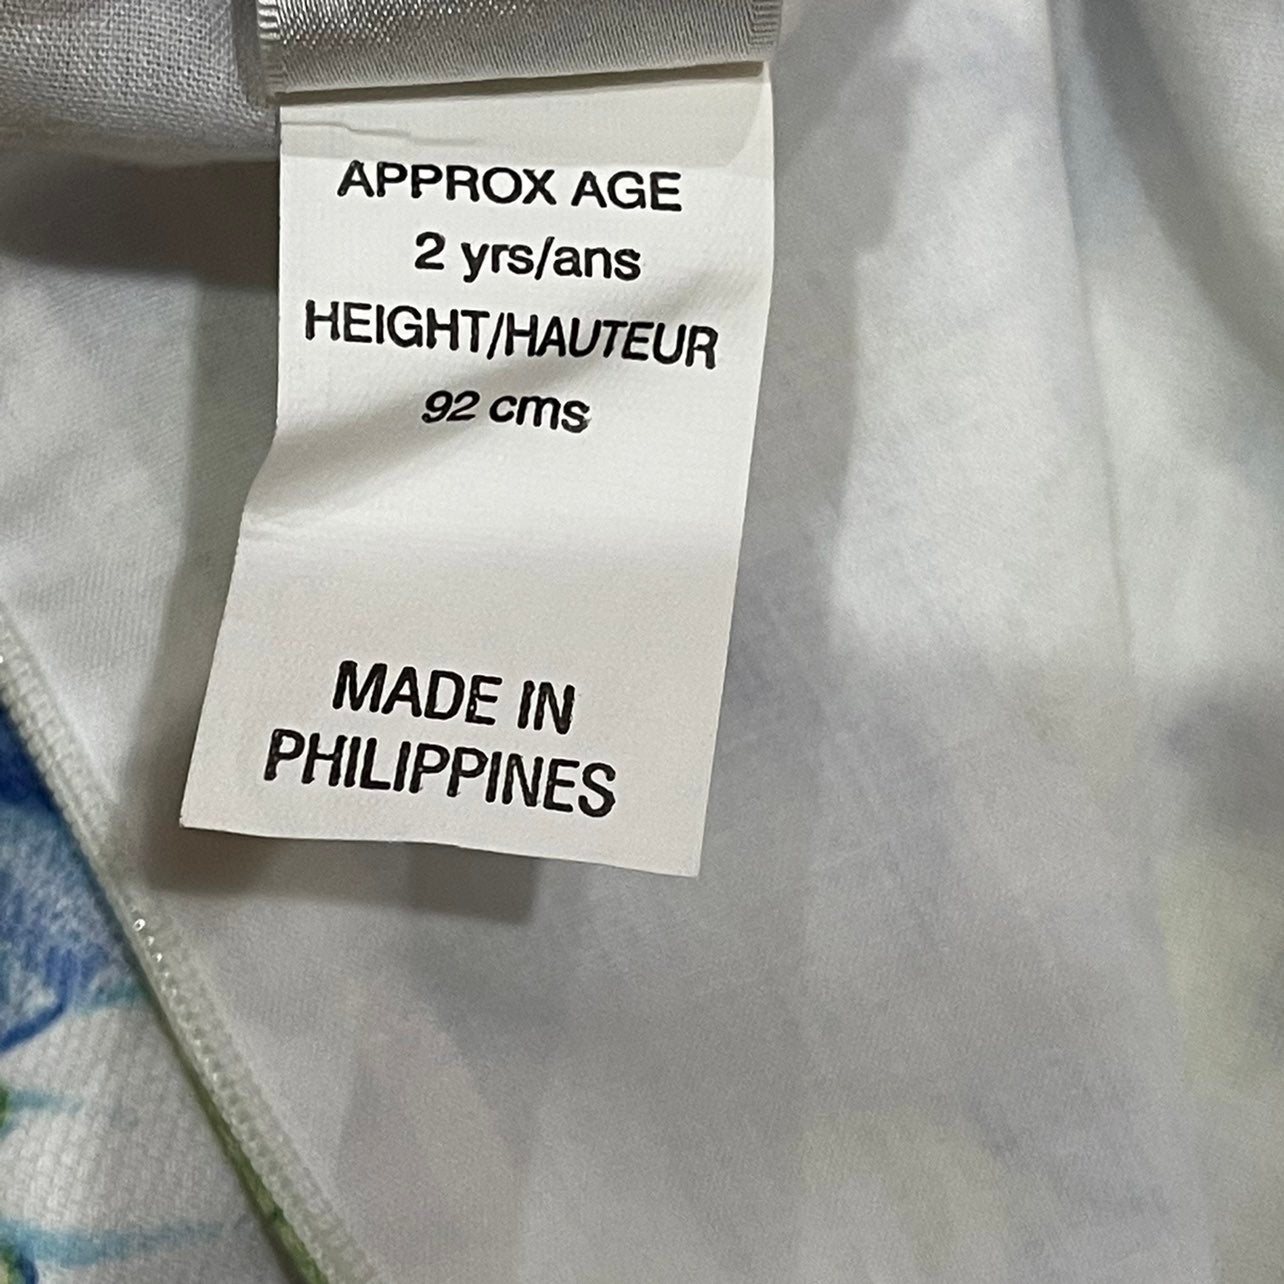 APPROX AGE
2 yrs/ans
HEIGHT/HAUTEUR
92 cms
MADE IN
PHILIPPINES